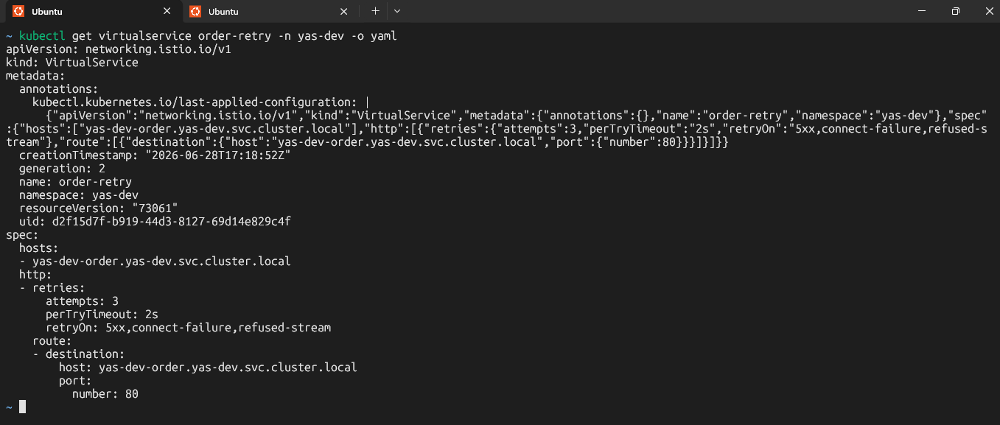 Ubuntu
Ubuntu
~ kubectl get virtualservice order-retry -n yas-dev -o yaml
apiVersion: networking.istio.io/v1
kind: VirtualService
metadata:
  annotations:
    kubectl.kubernetes.io/last-applied-configuration: |
      {"apiVersion":"networking.istio.io/v1","kind":"VirtualService","metadata":{"annotations":{},"name":"order-retry","namespace":"yas-dev"},"spec"
:{"hosts":["yas-dev-order.yas-dev.svc.cluster.local"],"http":[{"retries":{"attempts":3,"perTryTimeout":"2s","retryOn":"5xx,connect-failure,refused-s
tream"},"route":[{"destination":{"host":"yas-dev-order.yas-dev.svc.cluster.local","port":{"number":80}}}]}]}}
  creationTimestamp: "2026-06-28T17:18:52Z"
  generation: 2
  name: order-retry
  namespace: yas-dev
  resourceVersion: "73061"
  uid: d2f15d7f-b919-44d3-8127-69d14e829c4f
spec:
  hosts:
  - yas-dev-order.yas-dev.svc.cluster.local
  http:
  - retries:
      attempts: 3
      perTryTimeout: 2s
      retryOn: 5xx,connect-failure,refused-stream
    route:
    - destination:
        host: yas-dev-order.yas-dev.svc.cluster.local
        port:
          number: 80
~